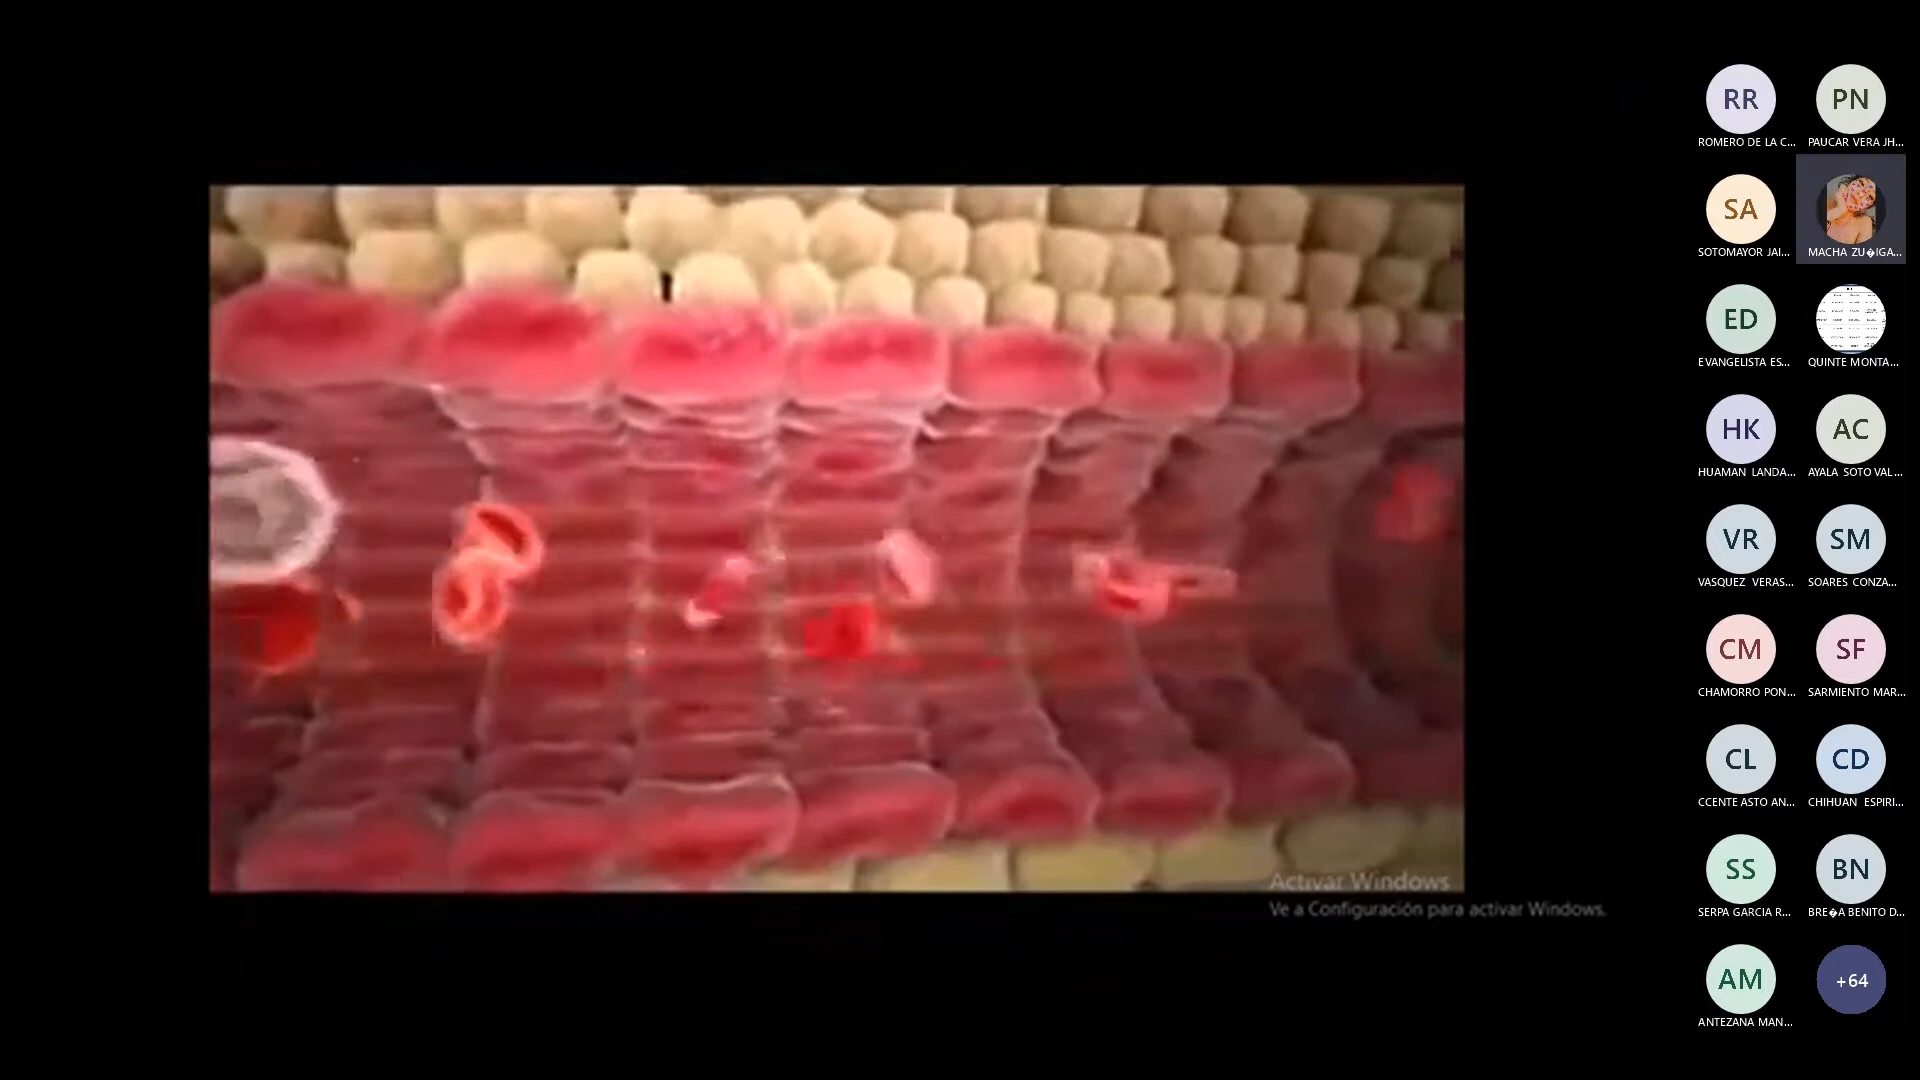 RR
PN
ROMERO DE LA C...
PAUCAR VERA JH...
SA
SOTOMAYOR JAI...
MACHA ZU�IGA...
ED
EVANGELISTA ES...
QUINTE MONTA...
HK
AC
HUAMAN LANDA...
AYALA SOTO VAL...
VR
SM
VASQUEZ VERAS...
SOARES CONZA...
CM
SF
CHAMORRO PON...
SARMIENTO MAR...
CL
CD
CCENTE ASTO AN...
CHIHUAN ESPIRI...
SS
BN
SERPA GARCIA R...
BRE�A BENITO D...
AM
+64
ANTEZANA MAN...
Activar Windows
Ve a Configuración para activar Windows.